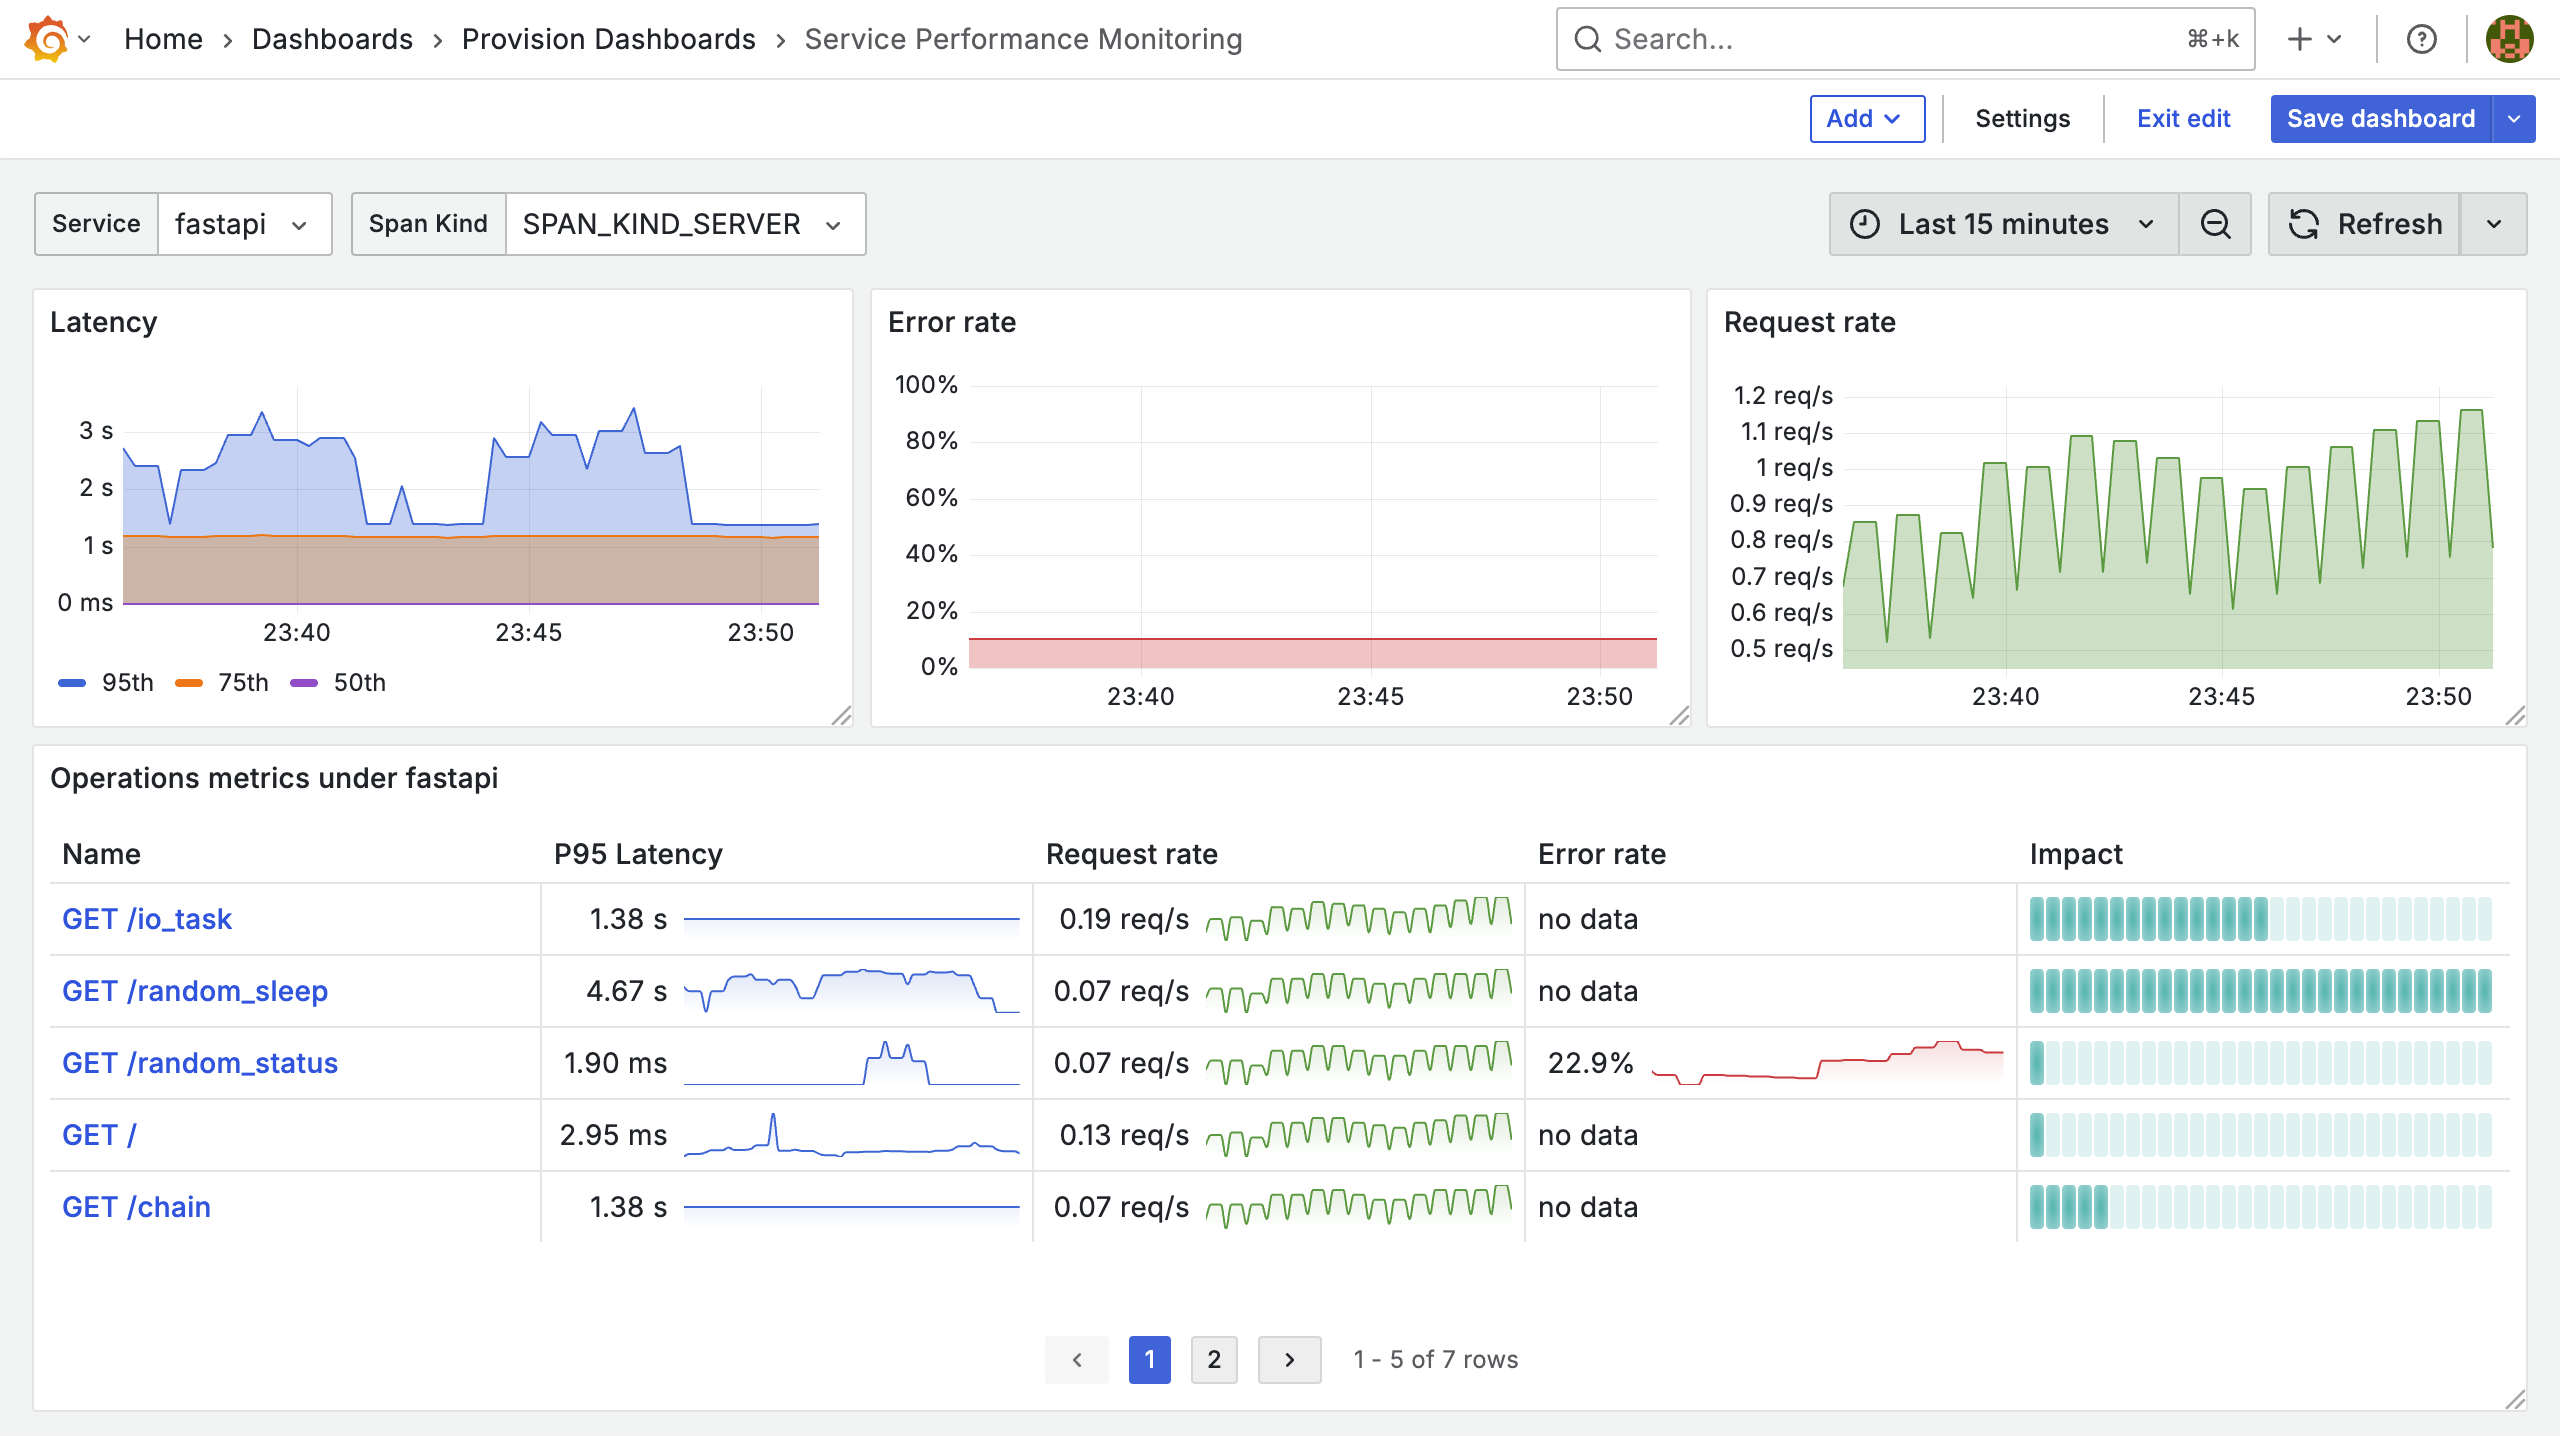 Home › Dashboards › Provision Dashboards › Service Performance Monitoring
Search... ⌘+k
Add Settings Exit edit Save dashboard
Service fastapi Span Kind SPAN_KIND_SERVER Last 15 minutes Refresh
Latency
3 s
2 s
1 s
0 ms
23:40 23:45 23:50
95th 75th 50th
Error rate
100%
80%
60%
40%
20%
0%
23:40 23:45 23:50
Request rate
1.2 req/s
1.1 req/s
1 req/s
0.9 req/s
0.8 req/s
0.7 req/s
0.6 req/s
0.5 req/s
23:40 23:45 23:50
Operations metrics under fastapi
Name P95 Latency Request rate Error rate Impact
GET /io_task 1.38 s 0.19 req/s no data
GET /random_sleep 4.67 s 0.07 req/s no data
GET /random_status 1.90 ms 0.07 req/s 22.9%
GET / 2.95 ms 0.13 req/s no data
GET /chain 1.38 s 0.07 req/s no data
1 2 1 - 5 of 7 rows